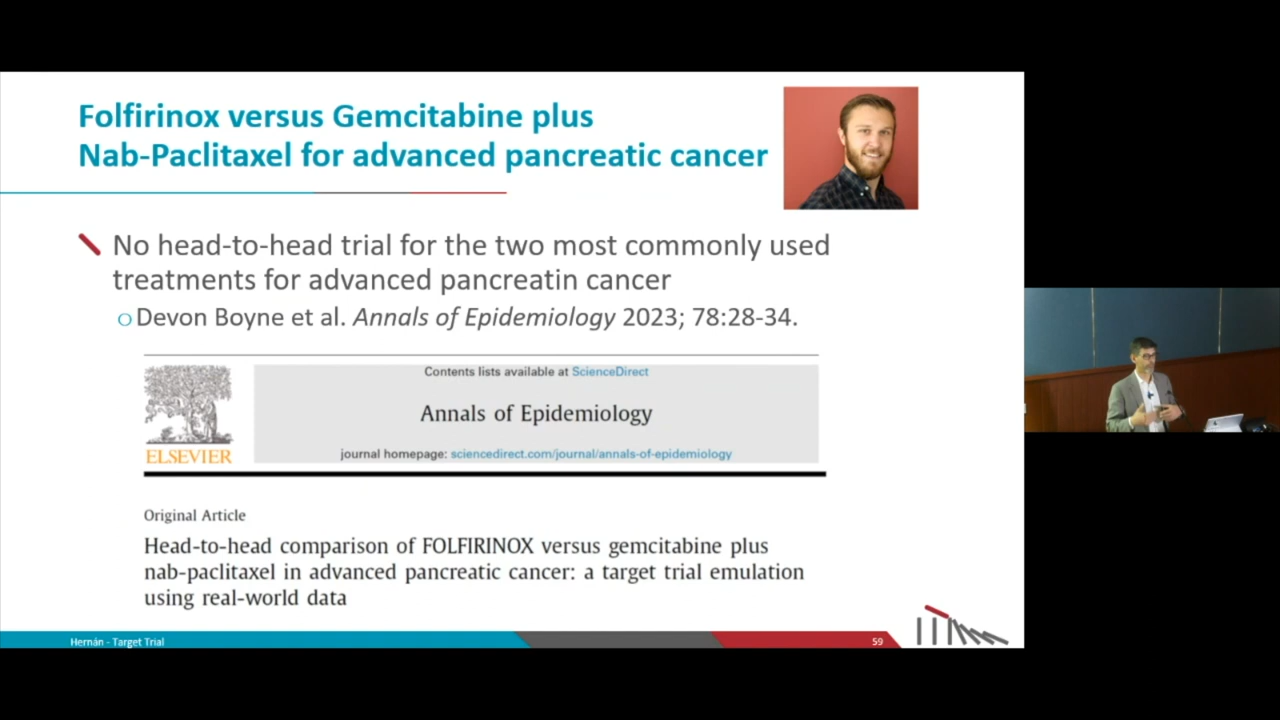 Folfirinox versus Gemcitabine plus
Nab-Paclitaxel for advanced pancreatic cancer
No head-to-head trial for the two most commonly used
treatments for advanced pancreatin cancer
Devon Boyne et al. Annals of Epidemiology 2023; 78:28-34.
Contents lists available at ScienceDirect
Annals of Epidemiology
ELSEVIER
journal homepage: sciencedirect.com/journal/annals-of-epidemiology
Original Article
Head-to-head comparison of FOLFIRINOX versus gemcitabine plus
nab-paclitaxel in advanced pancreatic cancer: a target trial emulation
using real-world data
Hernán - Target Trial
59